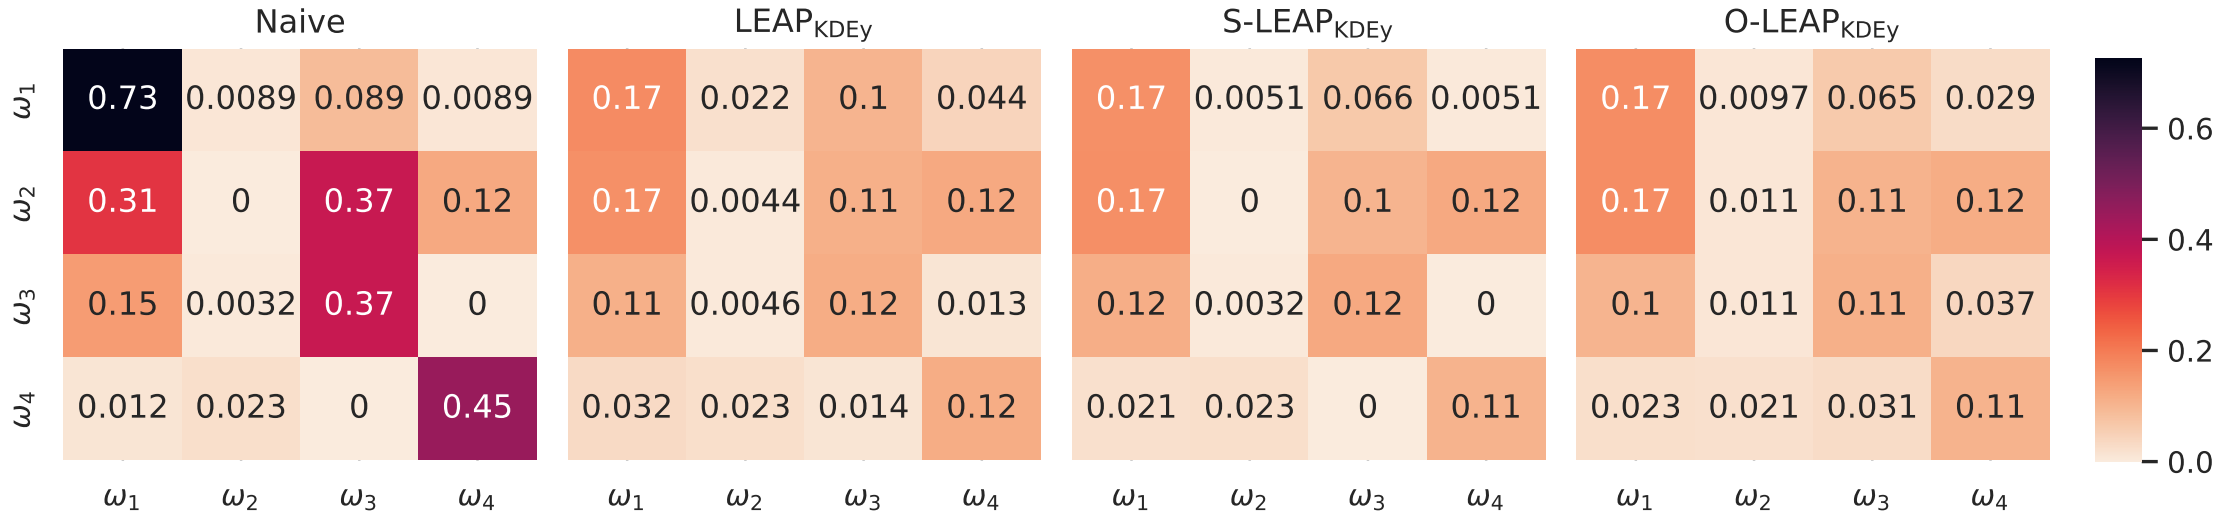 Naive LEAP_KDEy S-LEAP_KDEy O-LEAP_KDEy
ω₁ 0.73 0.0089 0.089 0.0089 0.17 0.022 0.1 0.044 0.17 0.0051 0.066 0.0051 0.17 0.0097 0.065 0.029
0.6
ω₂ 0.31 0 0.37 0.12 0.17 0.0044 0.11 0.12 0.17 0 0.1 0.12 0.17 0.011 0.11 0.12
0.4
ω₃ 0.15 0.0032 0.37 0 0.11 0.0046 0.12 0.013 0.12 0.0032 0.12 0 0.1 0.011 0.11 0.037
0.2
ω₄ 0.012 0.023 0 0.45 0.032 0.023 0.014 0.12 0.021 0.023 0 0.11 0.023 0.021 0.031 0.11
0.0
ω₁ ω₂ ω₃ ω₄ ω₁ ω₂ ω₃ ω₄ ω₁ ω₂ ω₃ ω₄ ω₁ ω₂ ω₃ ω₄